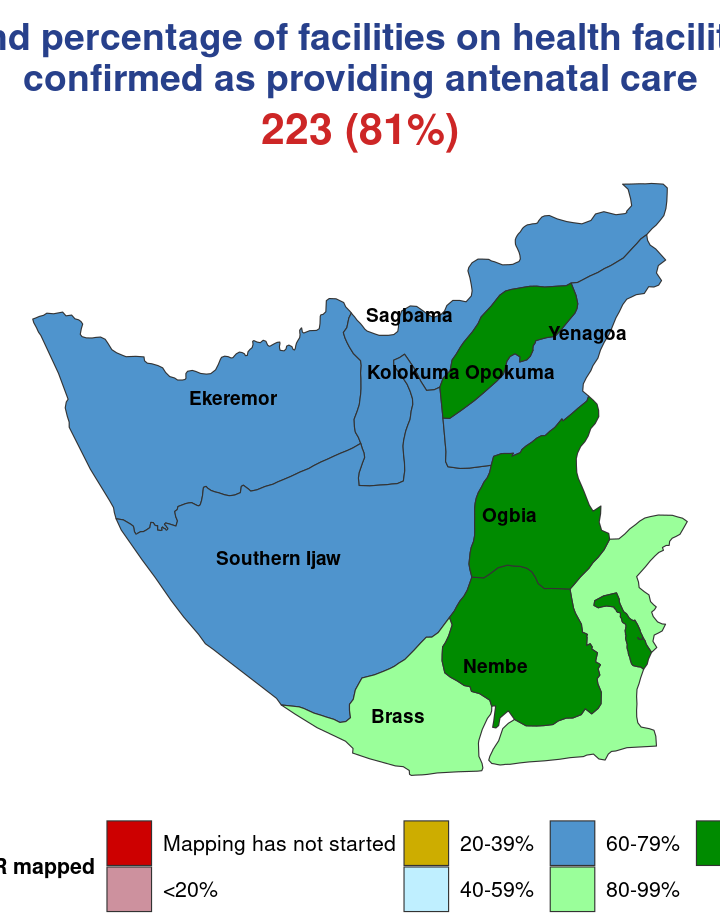 percentage of facilities on health
confirmed as providing antenatal care
223 (81%)
Sagbama
Yenagoa
Kolokuma Opokuma
Ekeremor
Ogbia
Southern Ijaw
Nembe
Brass
mapped
Mapping has not started
20-39%
60-79%
<20%
40-59%
80-99%